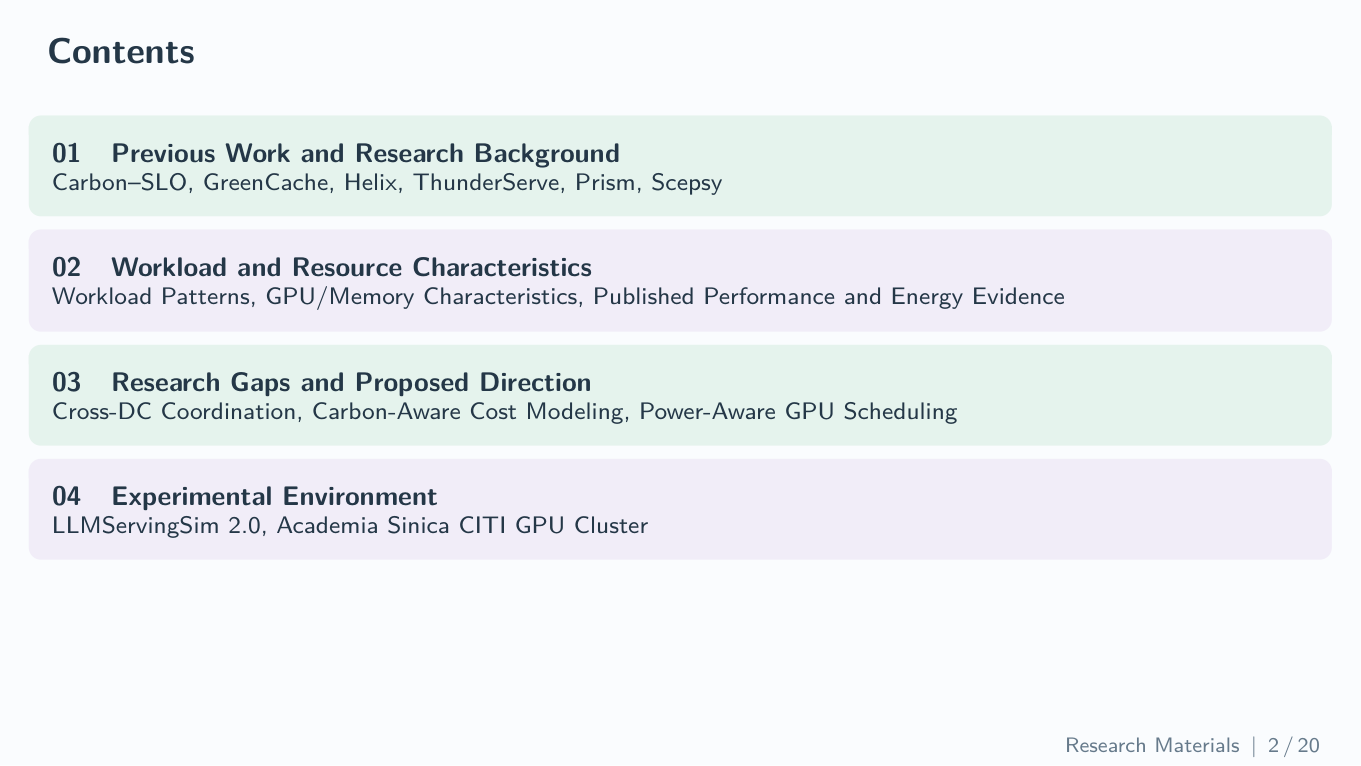 Contents
01 Previous Work and Research Background
Carbon–SLO, GreenCache, Helix, ThunderServe, Prism, Scepsy
02 Workload and Resource Characteristics
Workload Patterns, GPU/Memory Characteristics, Published Performance and Energy Evidence
03 Research Gaps and Proposed Direction
Cross-DC Coordination, Carbon-Aware Cost Modeling, Power-Aware GPU Scheduling
04 Experimental Environment
LLMServingSim 2.0, Academia Sinica CITI GPU Cluster
Research Materials | 2 / 20